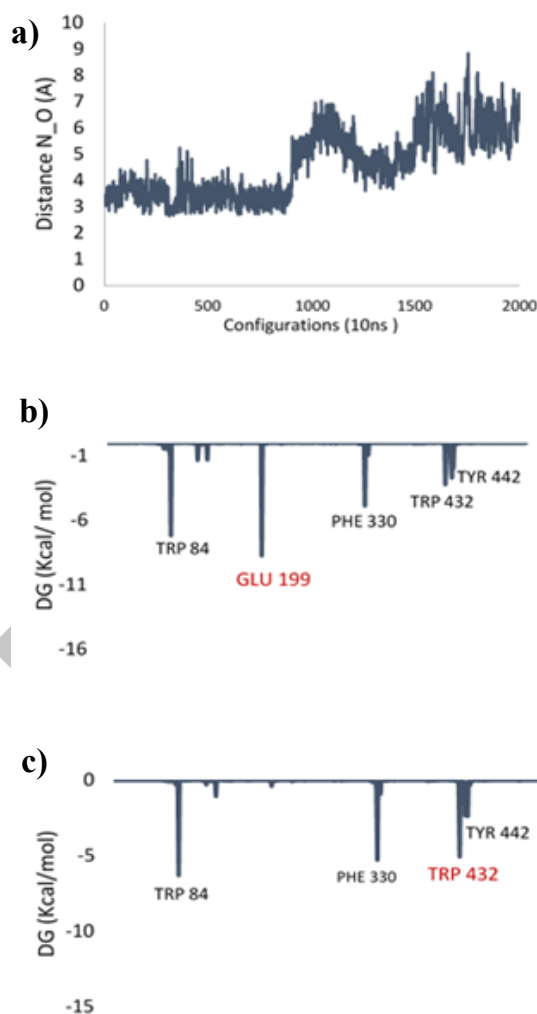 a)
Distance N_O (A)
10
9
8
7
6
5
4
3
2
1
0
0 500 1000 1500 2000
Configurations (10ns )
b)
DG (Kcal/ mol)
-1
-6
-11
-16
TRP 84
GLU 199
PHE 330
TRP 432
TYR 442
c)
DG (Kcal/mol)
0
-5
-10
-15
TRP 84
PHE 330
TRP 432
TYR 442